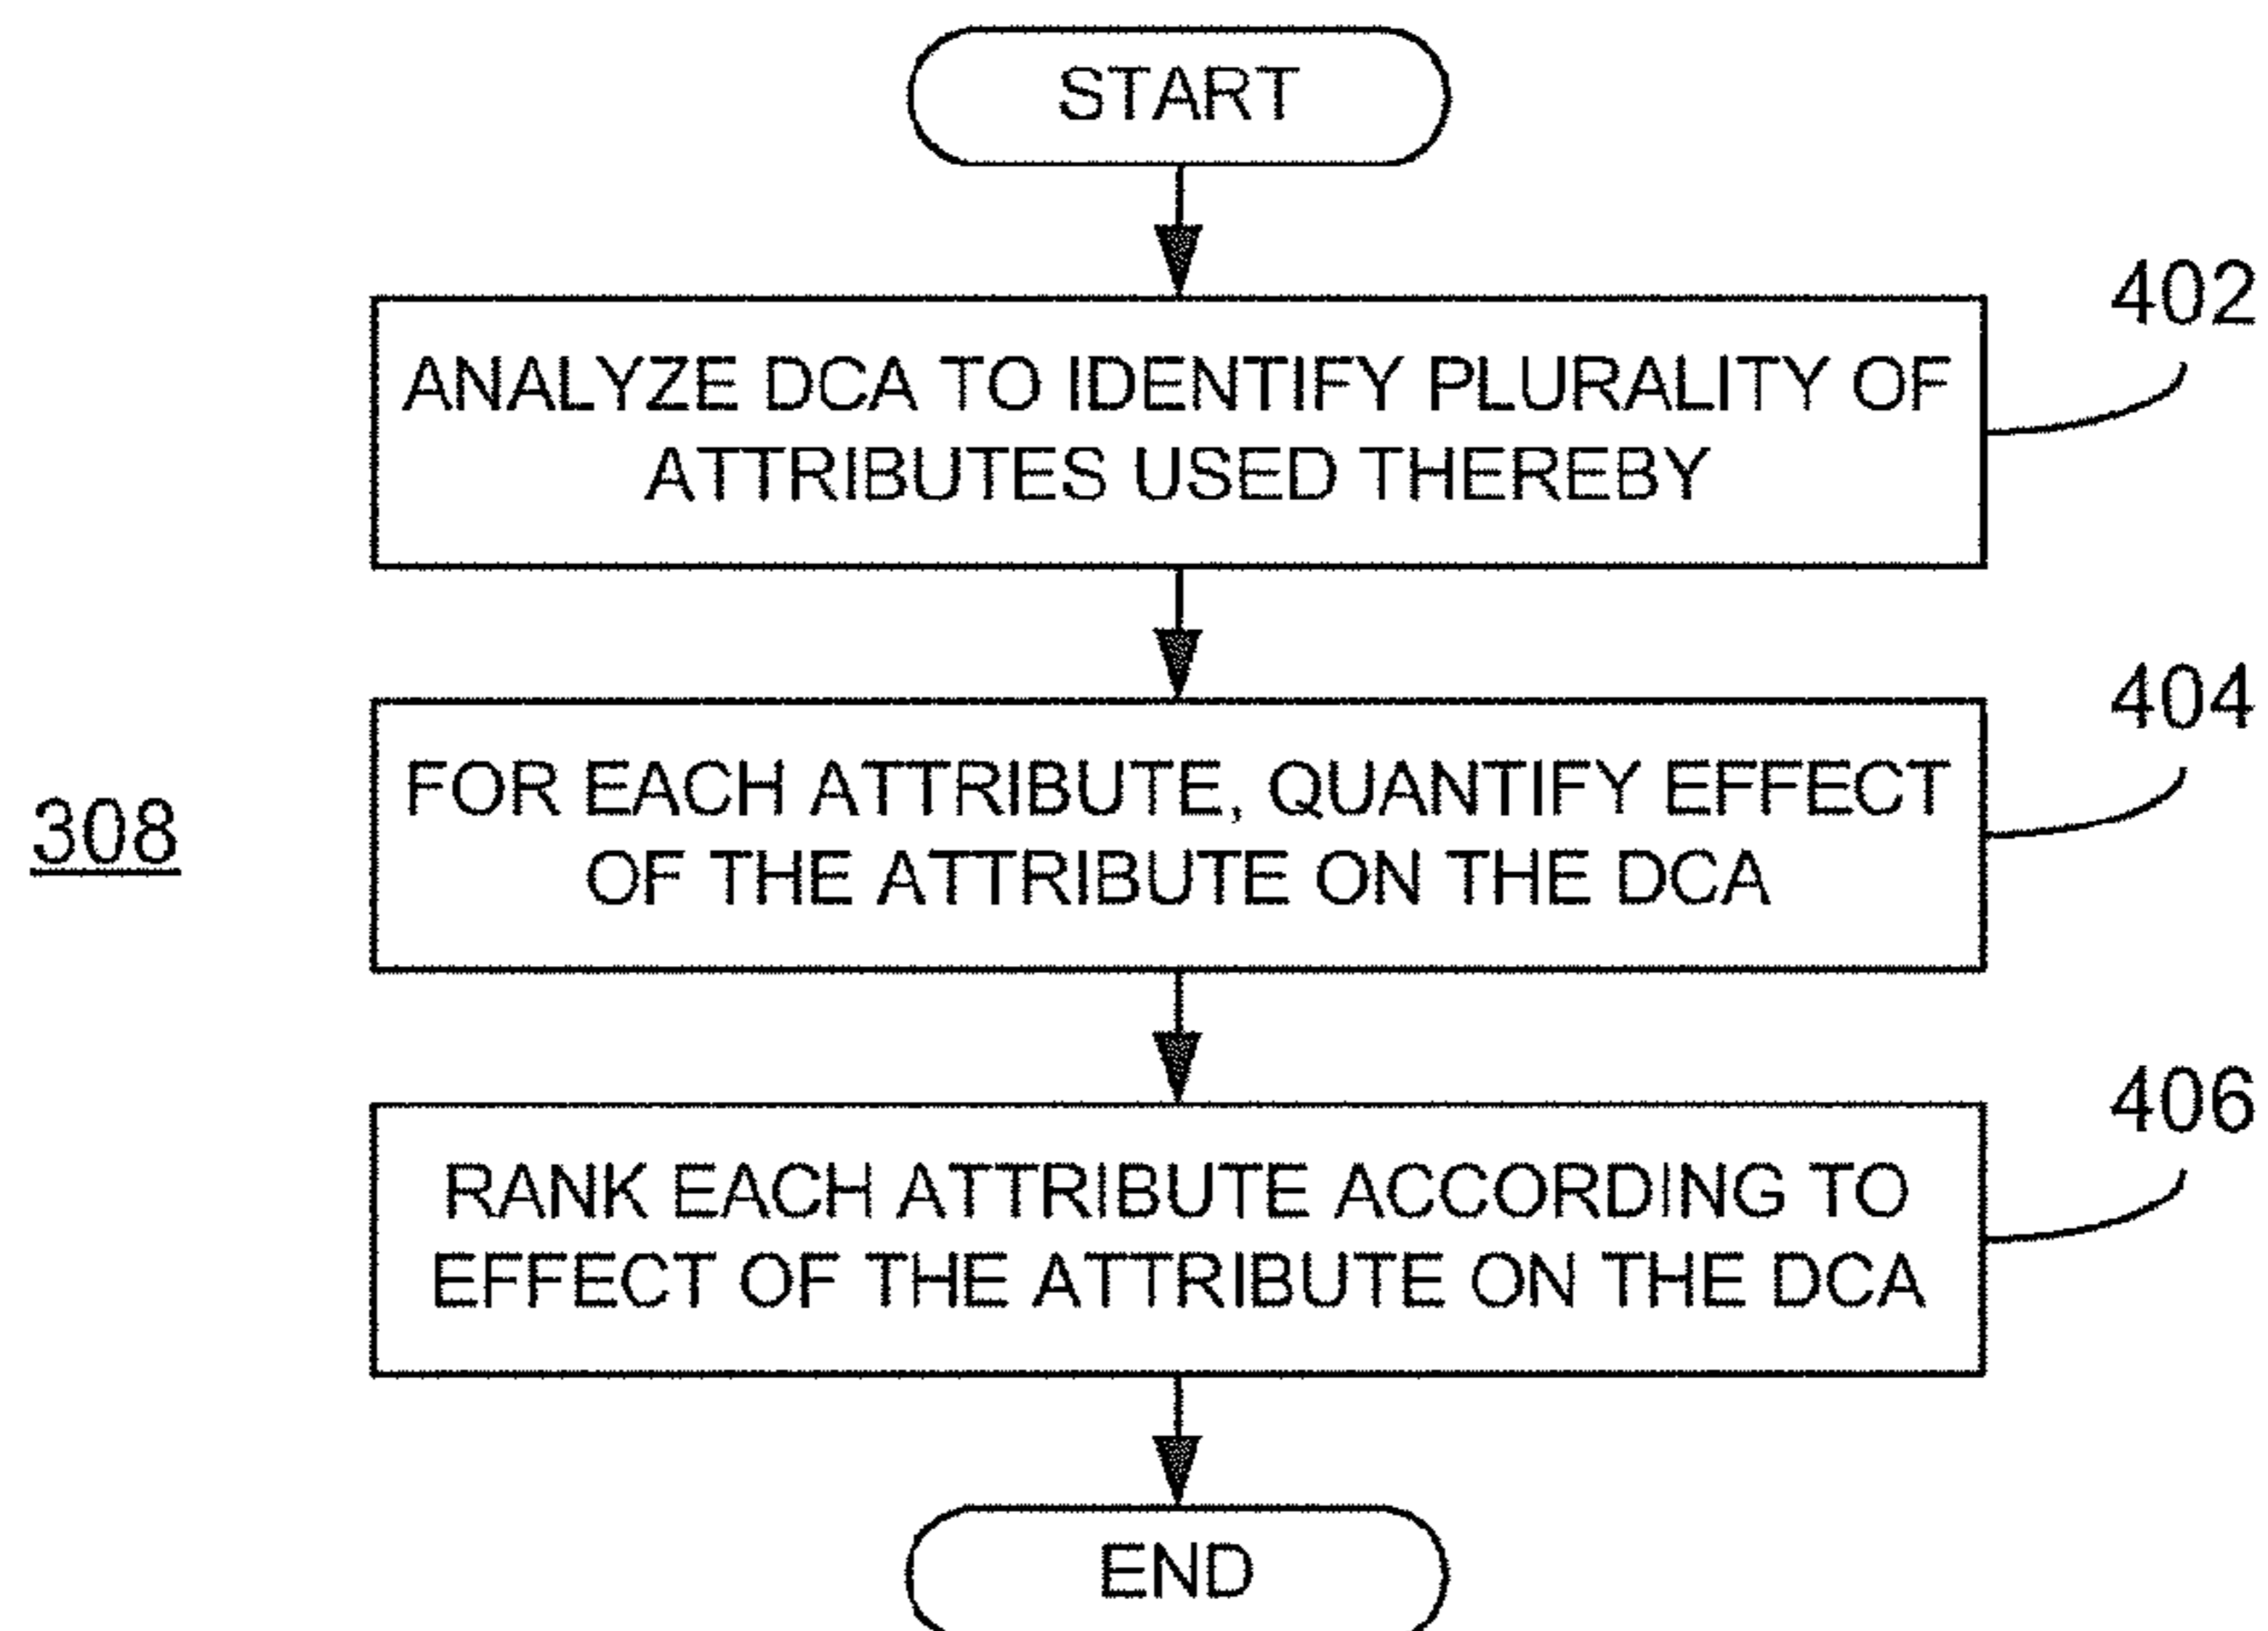 START
402
ANALYZE DCA TO IDENTIFY PLURALITY OF
ATTRIBUTES USED THEREBY
404
FOR EACH ATTRIBUTE, QUANTIFY EFFECT
OF THE ATTRIBUTE ON THE DCA
308
406
RANK EACH ATTRIBUTE ACCORDING TO
EFFECT OF THE ATTRIBUTE ON THE DCA
END